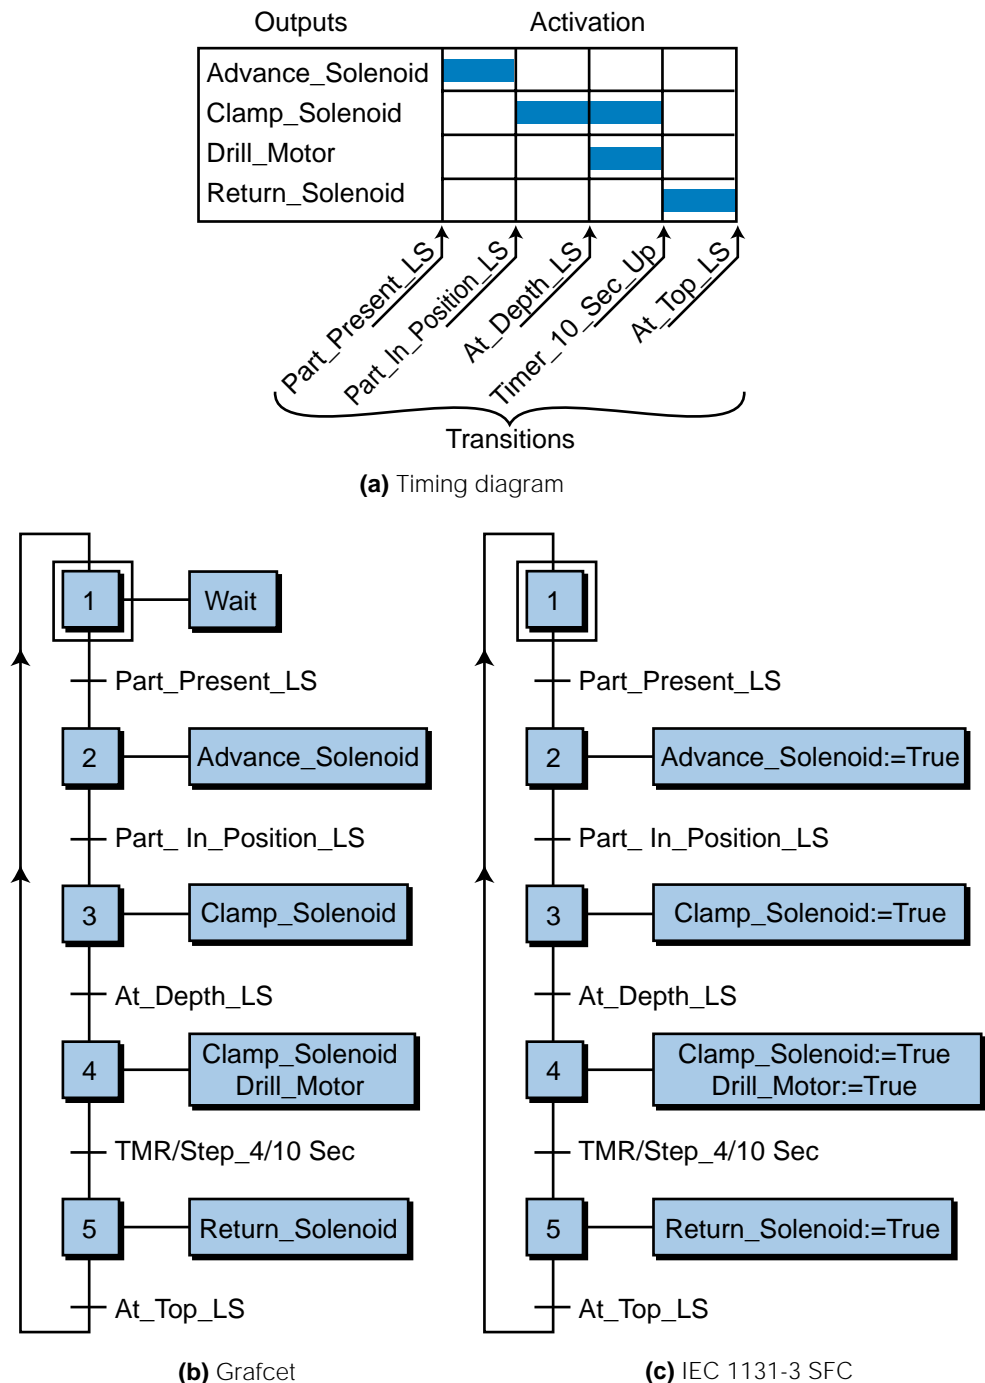 Outputs
Activation
Advance_Solenoid
Clamp_Solenoid
Drill_Motor
Return_Solenoid
Part_Present_LS
Part_In_Position_LS
At_Depth_LS
Timer_10_Sec_Up
At_Top_LS
Transitions
(a) Timing diagram
1
Wait
Part_Present_LS
2
Advance_Solenoid
Part_ In_Position_LS
3
Clamp_Solenoid
At_Depth_LS
4
Clamp_Solenoid
Drill_Motor
TMR/Step_4/10 Sec
5
Return_Solenoid
At_Top_LS
(b) Grafcet
1
Part_Present_LS
2
Advance_Solenoid:=True
Part_ In_Position_LS
3
Clamp_Solenoid:=True
At_Depth_LS
4
Clamp_Solenoid:=True
Drill_Motor:=True
TMR/Step_4/10 Sec
5
Return_Solenoid:=True
At_Top_LS
(c) IEC 1131-3 SFC